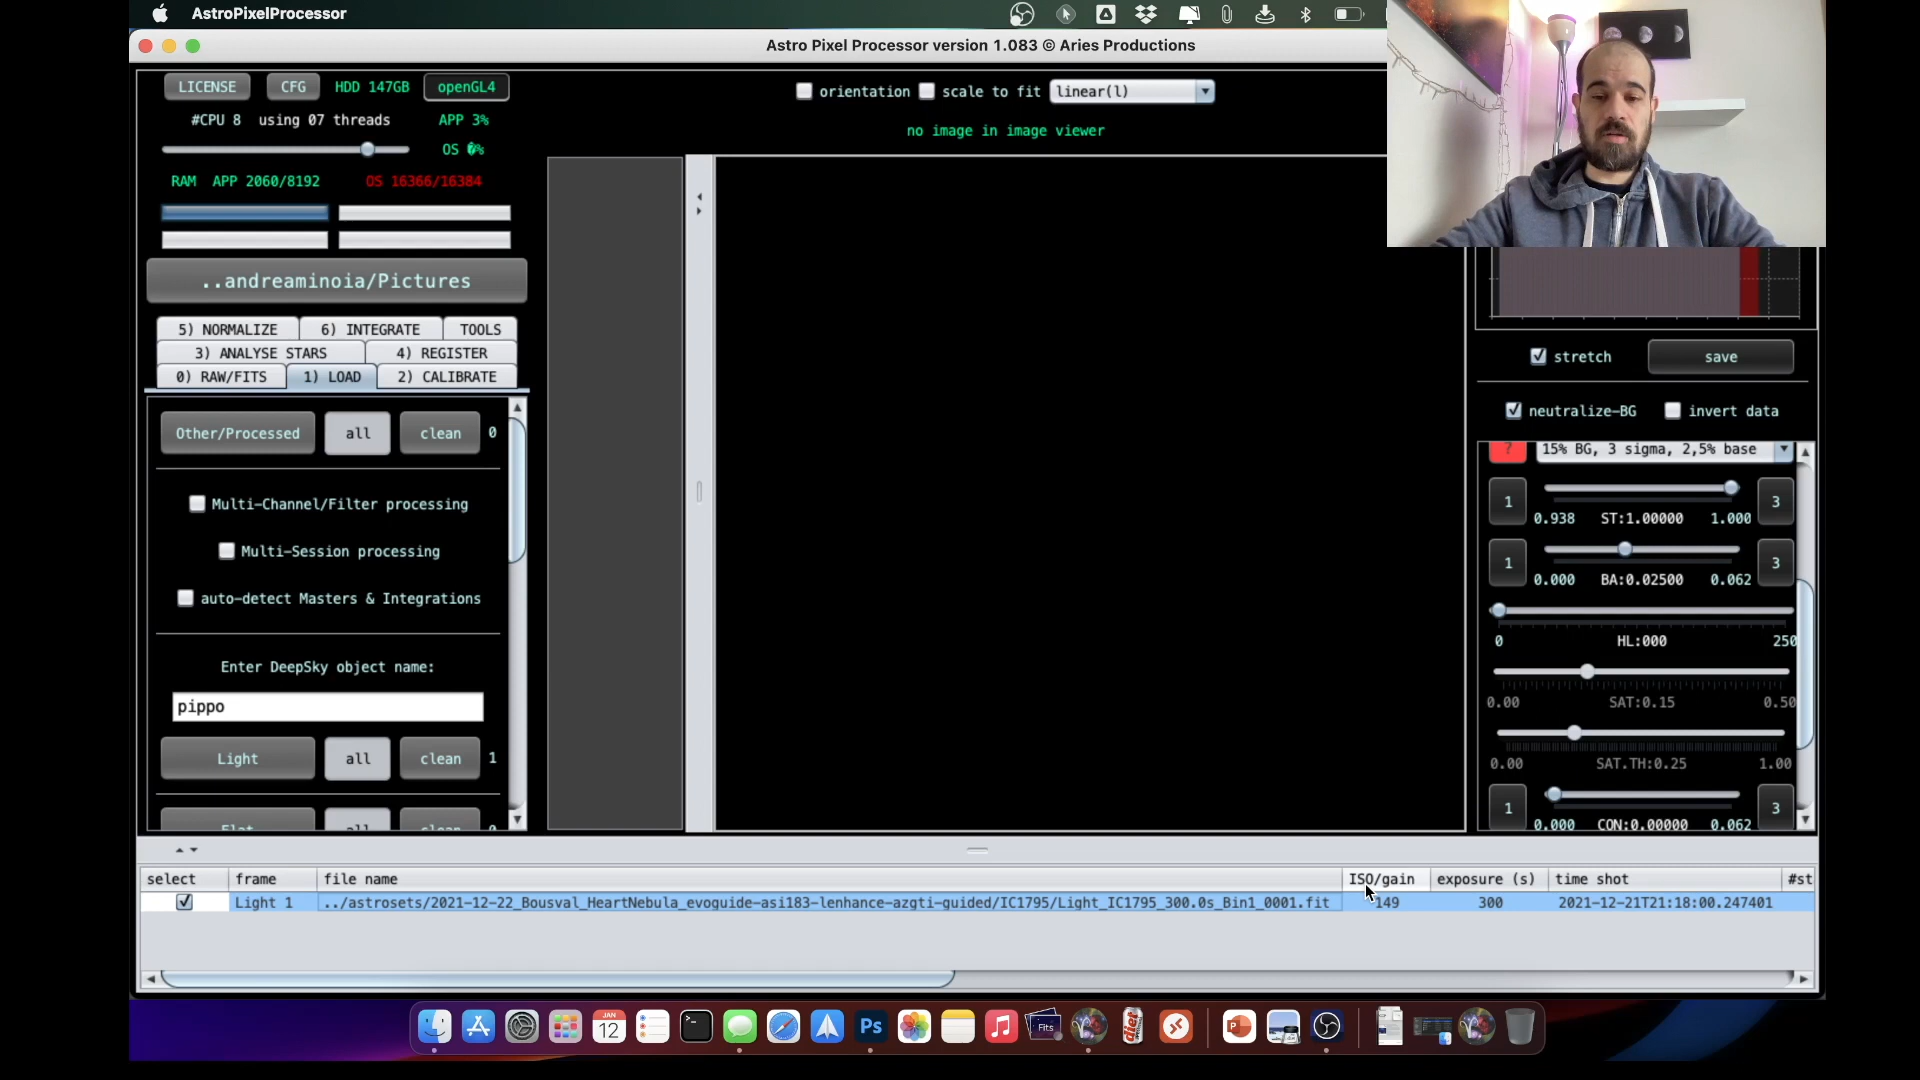 AstroPixelProcessor
Astro Pixel Processor version 1.083 © Aries Productions
LICENSE CFG HDD 147GB openGL4
#CPU 8 using 07 threads APP 3%
RAM APP 2060/8192 OS 16366/16384
..andreaminoia/Pictures
5) NORMALIZE 6) INTEGRATE TOOLS
3) ANALYSE STARS 4) REGISTER
0) RAW/FITS 1) LOAD 2) CALIBRATE
Other/Processed all clean 0
Multi-Channel/Filter processing
Multi-Session processing
auto-detect Masters & Integrations
Enter DeepSky object name:
pippo
Light all clean 1
Flat all clean 0
orientation scale to fit linear(l)
no image in image viewer
stretch save
neutralize-BG invert data
? 15% BG, 3 sigma, 2,5% base
1 3
0.938 ST:1.00000 1.000
1 3
0.000 BA:0.02500 0.062
0 HL:000 250
0.00 SAT:0.15 0.50
0.00 SAT.TH:0.25 1.00
1 3
0.000 CON:0.00000 0.062
select frame file name ISO/gain exposure (s) time shot #st
Light 1 ../astrosets/2021-12-22_Bousval_HeartNebula_evoguide-asi183-lenhance-azgti-guided/IC1795/Light_IC1795_300.0s_Bin1_0001.fit 149 300 2021-12-21T21:18:00.247401
JAN
12
Ps
Fits
diet